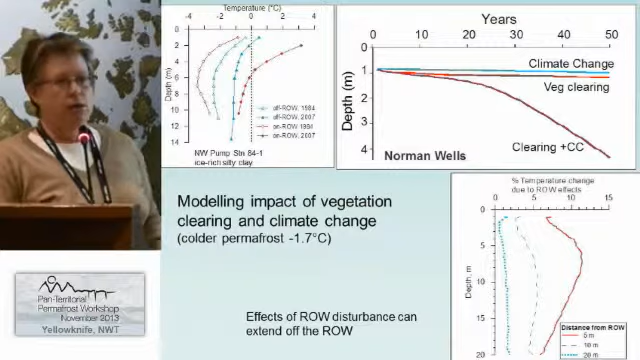 Temperature (°C)
-4 -2 0 2 4
0
2
4
6
8
10
12
14
Depth (m)
off-ROW, 1984
off-ROW, 2007
on-ROW 1984
on-ROW, 2007
NW Pump Stn 84-1
ice-rich silty clay
Years
0 10 20 30 40 50
0
1
2
3
4
Depth (m)
Climate Change
Veg clearing
Clearing +CC
Norman Wells
Modelling impact of vegetation
clearing and climate change
(colder permafrost -1.7°C)
% Temperature change
due to ROW effects
0 5 10 15
0
5
10
15
20
Depth, m
Distance from ROW
5 m
10 m
20 m
Effects of ROW disturbance can
extend off the ROW
Pan-Territorial
Permafrost Workshop
November 2013
Yellowknife, NWT